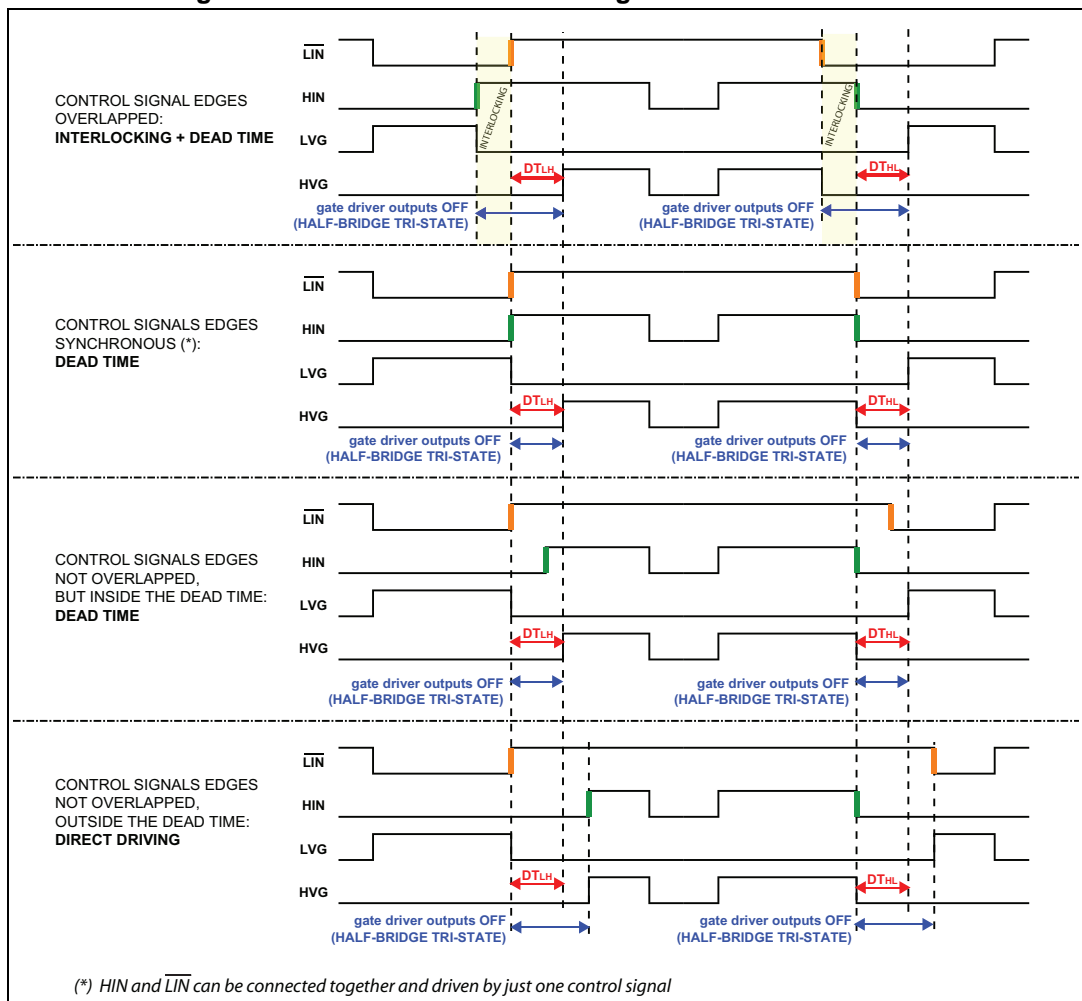 LIN
HIN
CONTROL SIGNAL EDGES
OVERLAPPED:
INTERLOCKING + DEAD TIME
LVG
HVG
INTERLOCKING
INTERLOCKING
DTLH
DTHL
gate driver outputs OFF
(HALF-BRIDGE TRI-STATE)
gate driver outputs OFF
(HALF-BRIDGE TRI-STATE)
LIN
HIN
CONTROL SIGNALS EDGES
SYNCHRONOUS (*):
DEAD TIME
LVG
HVG
DTLH
DTHL
gate driver outputs OFF
(HALF-BRIDGE TRI-STATE)
gate driver outputs OFF
(HALF-BRIDGE TRI-STATE)
LIN
HIN
CONTROL SIGNALS EDGES
NOT OVERLAPPED,
BUT INSIDE THE DEAD TIME:
DEAD TIME
LVG
HVG
DTLH
DTHL
gate driver outputs OFF
(HALF-BRIDGE TRI-STATE)
gate driver outputs OFF
(HALF-BRIDGE TRI-STATE)
LIN
HIN
CONTROL SIGNALS EDGES
NOT OVERLAPPED,
OUTSIDE THE DEAD TIME:
DIRECT DRIVING
LVG
HVG
DTLH
DTHL
gate driver outputs OFF
(HALF-BRIDGE TRI-STATE)
gate driver outputs OFF
(HALF-BRIDGE TRI-STATE)
(*) HIN and LIN can be connected together and driven by just one control signal